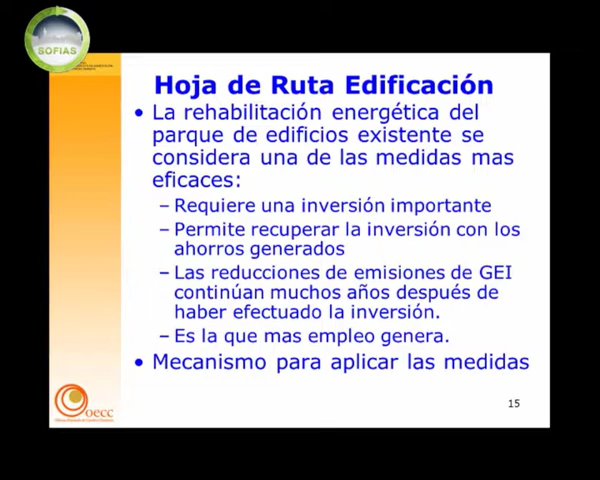 SOFIAS
Hoja de Ruta Edificación
• La rehabilitación energética del
parque de edificios existente se
considera una de las medidas mas
eficaces:
– Requiere una inversión importante
– Permite recuperar la inversión con los
ahorros generados
– Las reducciones de emisiones de GEI
continúan muchos años después de
haber efectuado la inversión.
– Es la que mas empleo genera.
• Mecanismo para aplicar las medidas
oecc
15